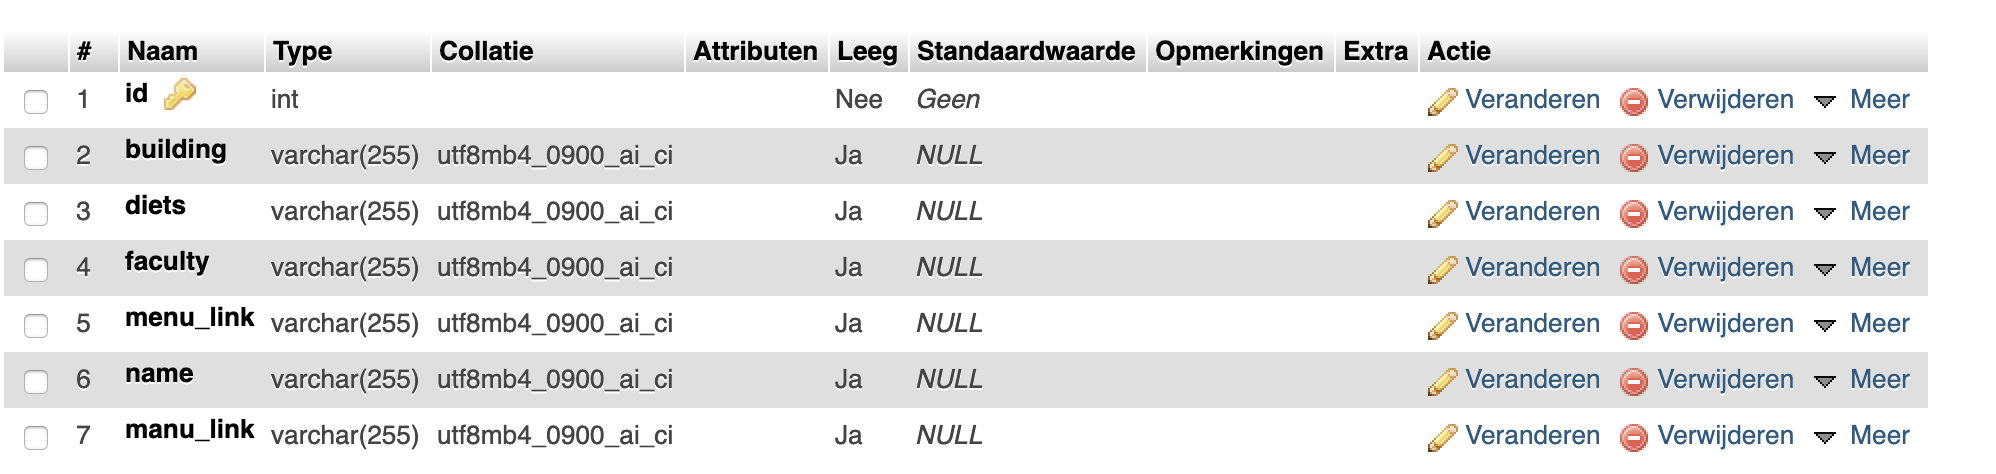 # Naam Type Collatie Attributen Leeg Standaardwaarde Opmerkingen Extra Actie
1 id int Nee Geen Veranderen Verwijderen Meer
2 building varchar(255) utf8mb4_0900_ai_ci Ja NULL Veranderen Verwijderen Meer
3 diets varchar(255) utf8mb4_0900_ai_ci Ja NULL Veranderen Verwijderen Meer
4 faculty varchar(255) utf8mb4_0900_ai_ci Ja NULL Veranderen Verwijderen Meer
5 menu_link varchar(255) utf8mb4_0900_ai_ci Ja NULL Veranderen Verwijderen Meer
6 name varchar(255) utf8mb4_0900_ai_ci Ja NULL Veranderen Verwijderen Meer
7 manu_link varchar(255) utf8mb4_0900_ai_ci Ja NULL Veranderen Verwijderen Meer